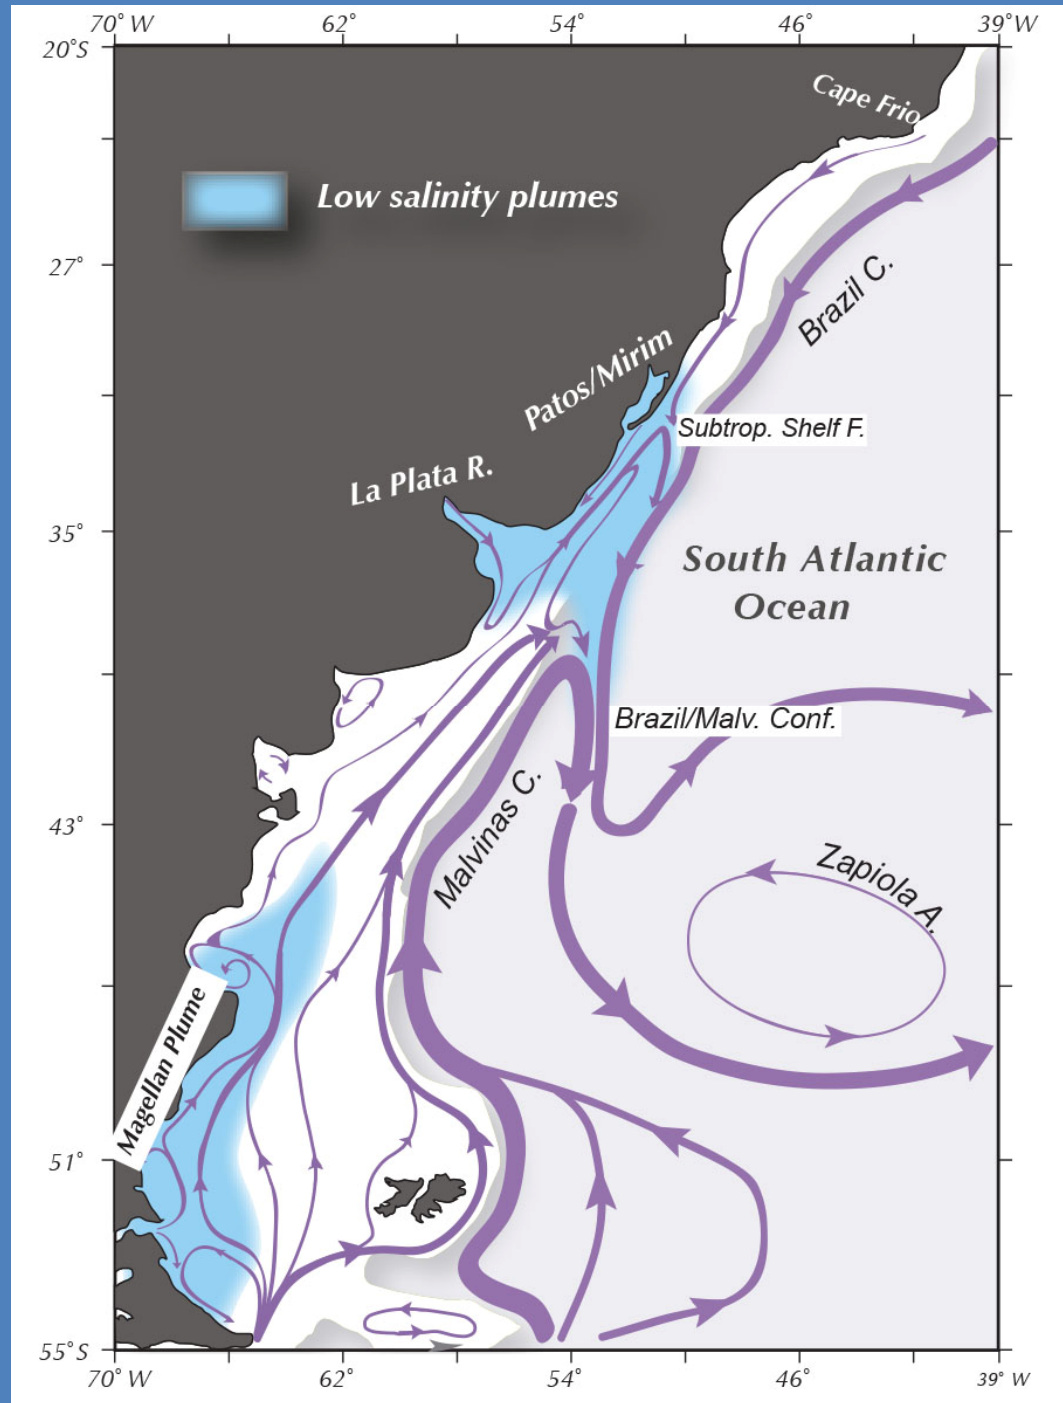 70° W
62°
54°
46°
39° W
20°S
Cape Frio
Low salinity plumes
27°
Brazil C.
Patos/Mirim
Subtrop. Shelf F.
La Plata R.
35°
South Atlantic
Ocean
Brazil/Malv. Conf.
Malvinas C.
43°
Zapiola A.
Magellan Plume
51°
55°S
70° W
62°
54°
46°
39° W